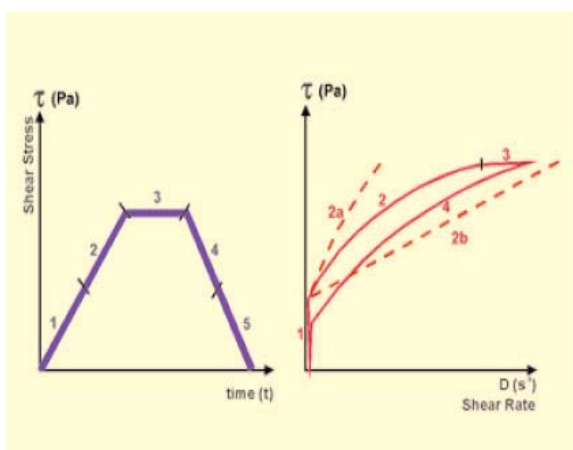 τ (Pa)
Shear Stress
1
2
3
4
5
time (t)
τ (Pa)
1
2a
2
3
4
2b
D (s⁻¹)
Shear Rate